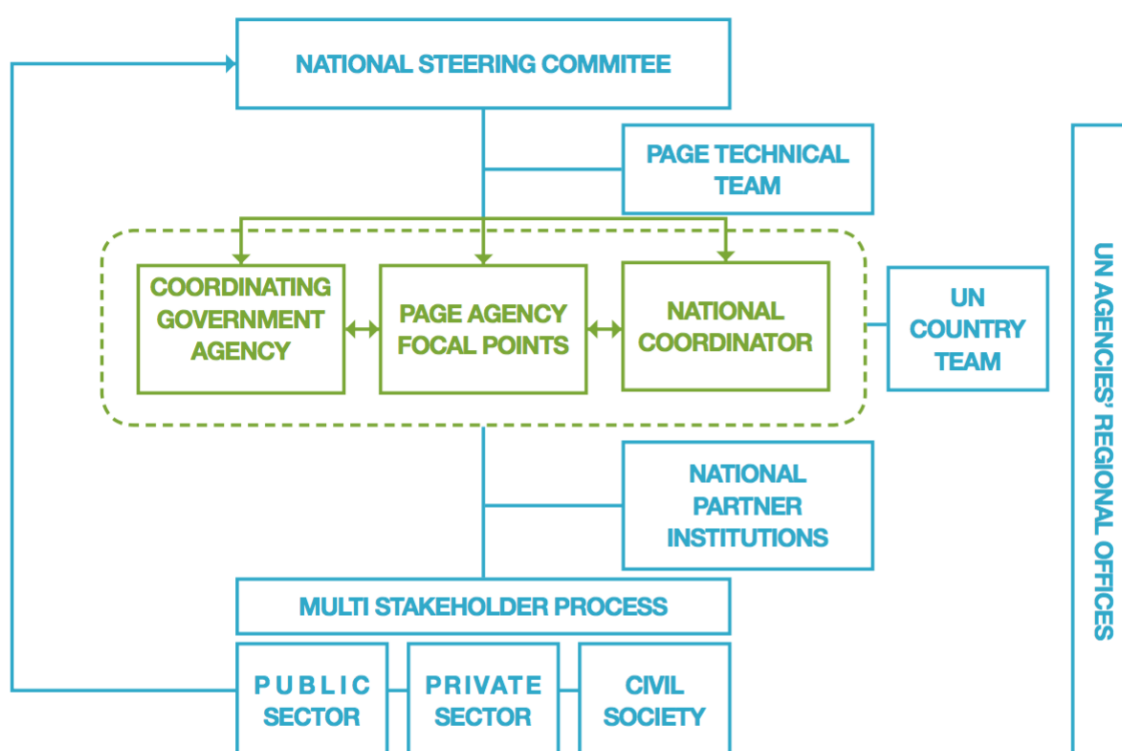 NATIONAL STEERING COMMITEE
PAGE TECHNICAL
TEAM
COORDINATING
GOVERNMENT
AGENCY
PAGE AGENCY
FOCAL POINTS
NATIONAL
COORDINATOR
UN
COUNTRY
TEAM
UN AGENCIES' REGIONAL OFFICES
NATIONAL
PARTNER
INSTITUTIONS
MULTI STAKEHOLDER PROCESS
PUBLIC
SECTOR
PRIVATE
SECTOR
CIVIL
SOCIETY